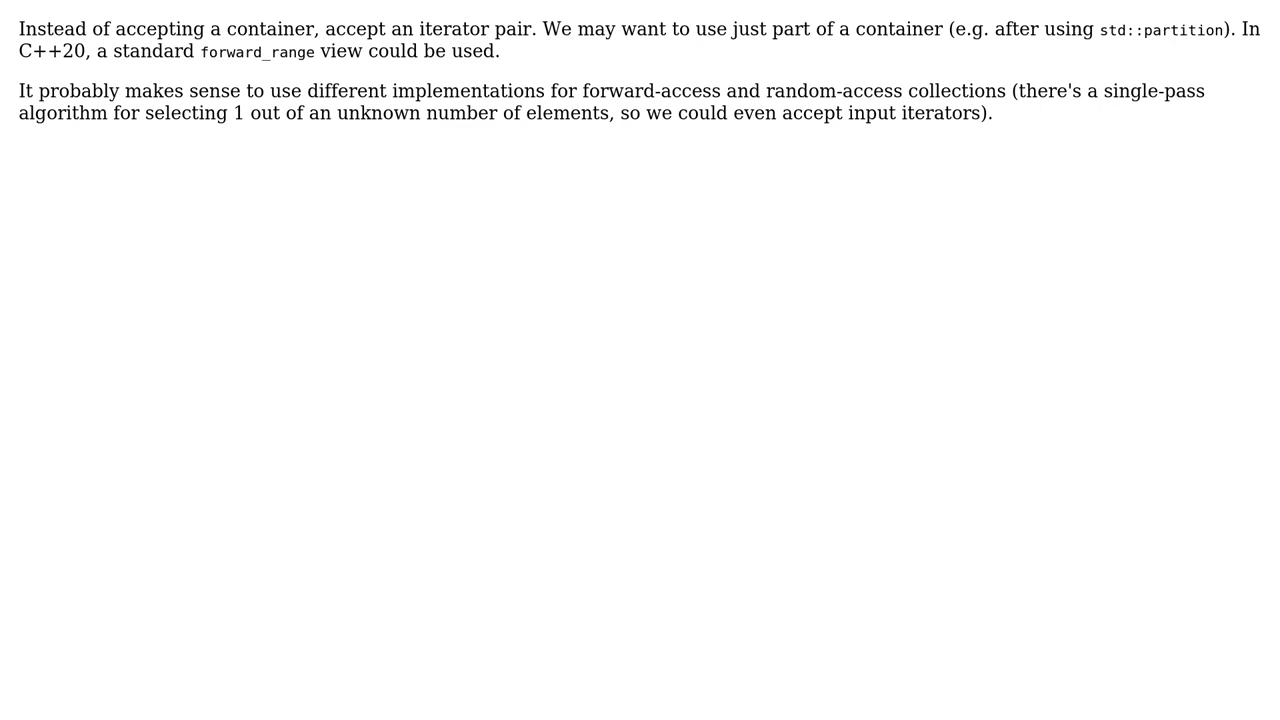 Instead of accepting a container, accept an iterator pair. We may want to use just part of a container (e.g. after using std::partition). In
C++20, a standard forward_range view could be used.
It probably makes sense to use different implementations for forward-access and random-access collections (there's a single-pass
algorithm for selecting 1 out of an unknown number of elements, so we could even accept input iterators).